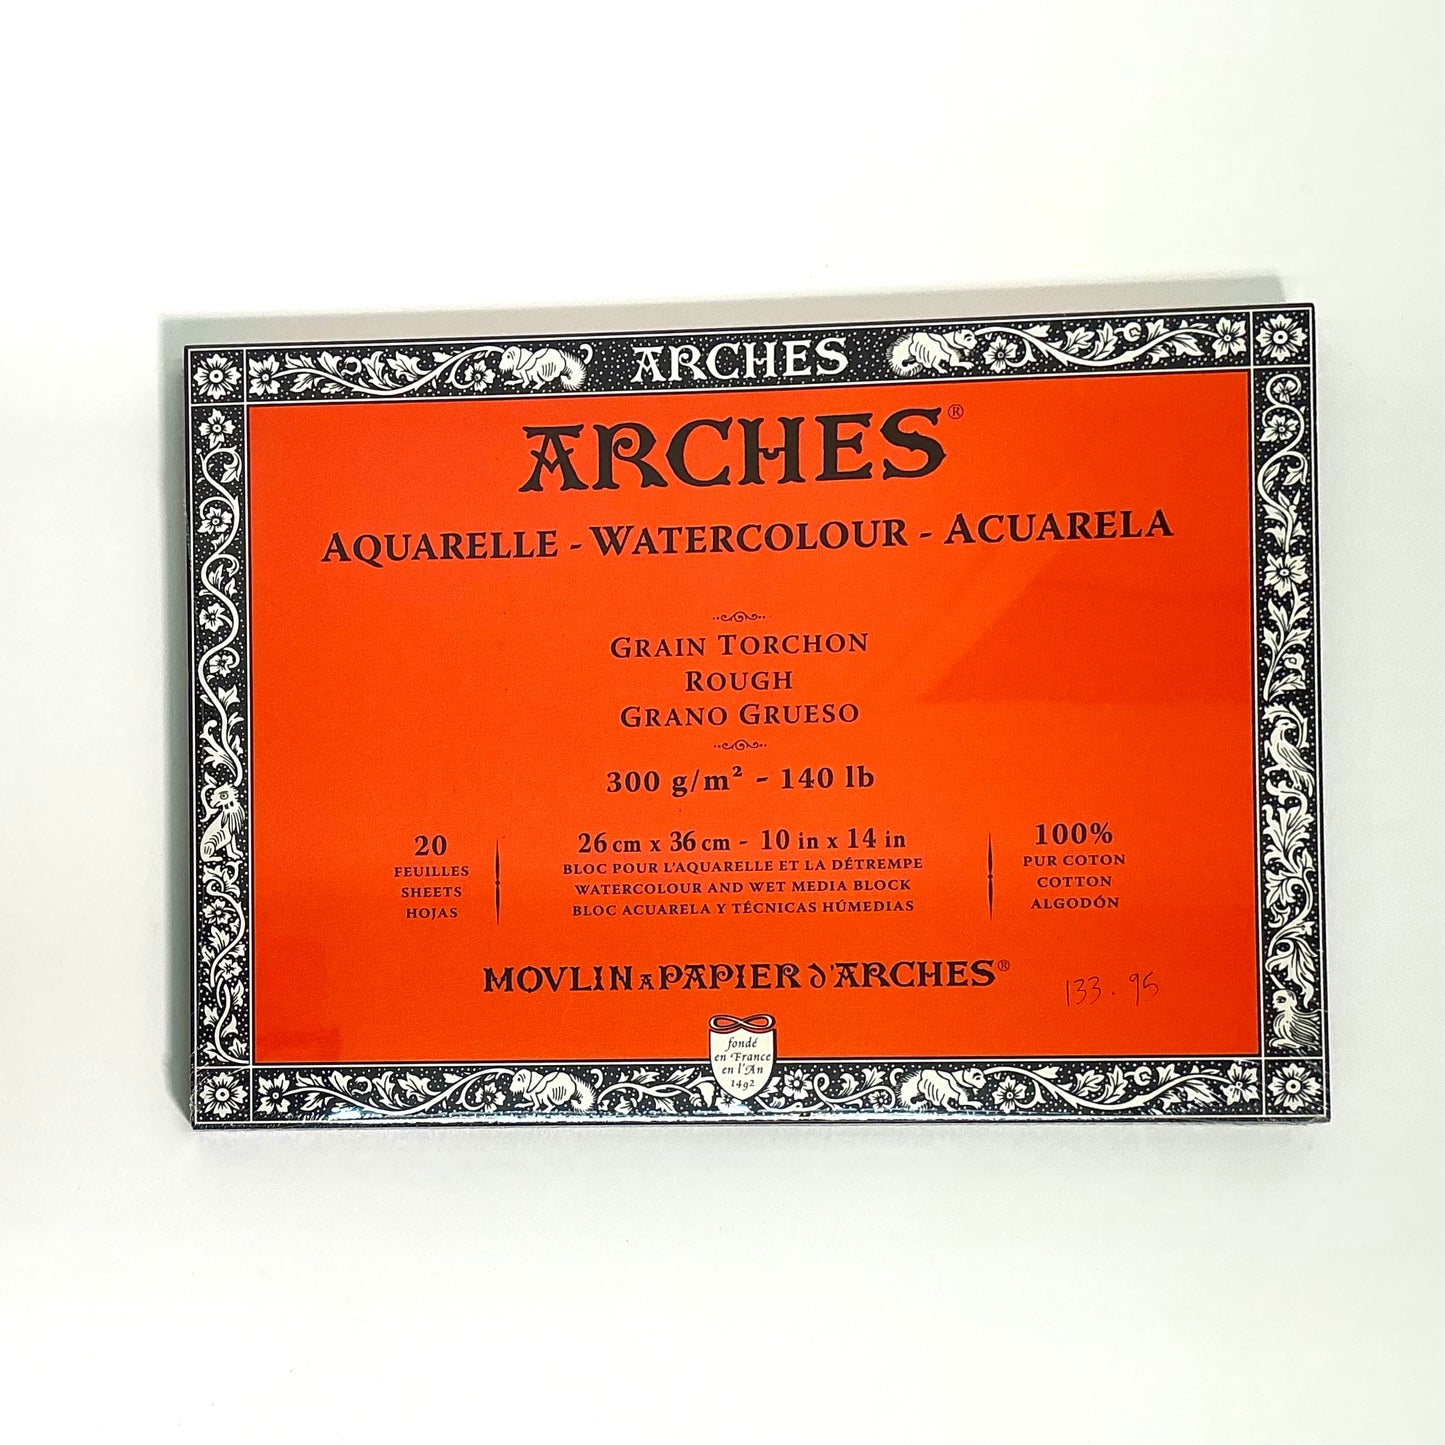 ARCHES
ARCHES®
AQUARELLE - WATERCOLOUR - ACUARELA
GRAIN TORCHON
ROUGH
GRANO GRUESO
300 g/m² - 140 lb
20
FEUILLES
SHEETS
HOJAS
26 cm x 36 cm - 10 in x 14 in
BLOC POUR L'AQUARELLE ET LA DÉTREMPE
WATERCOLOUR AND WET MEDIA BLOCK
BLOC ACUARELA Y TÉCNICAS HÚMEDIAS
100%
PUR COTON
COTTON
ALGODÓN
MOVLIN A PAPIER D'ARCHES®
133.95
fondé
en France
en l'An
1492